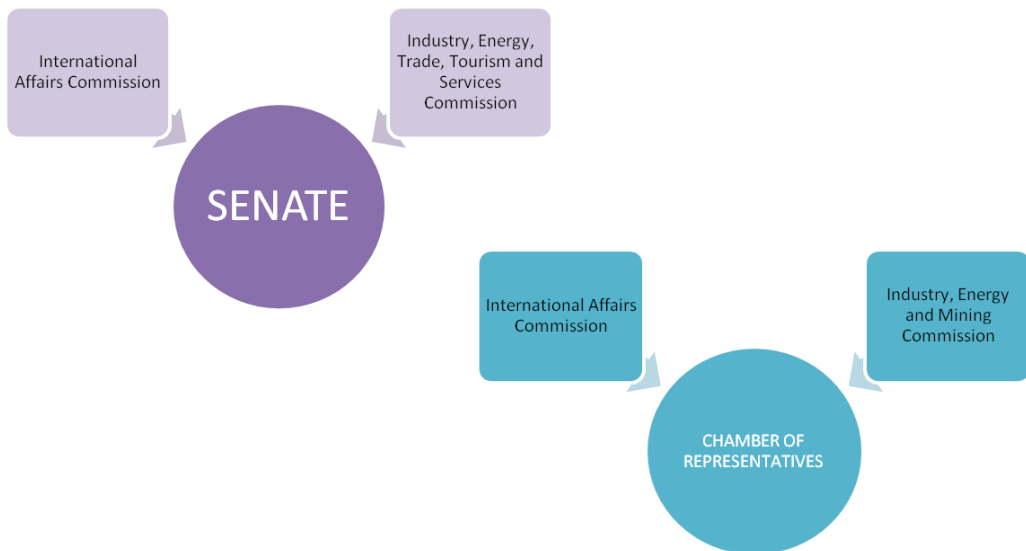 International
Affairs Commission
Industry, Energy,
Trade, Tourism and
Services
Commission
SENATE
International Affairs
Commission
Industry, Energy
and Mining
Commission
CHAMBER OF
REPRESENTATIVES